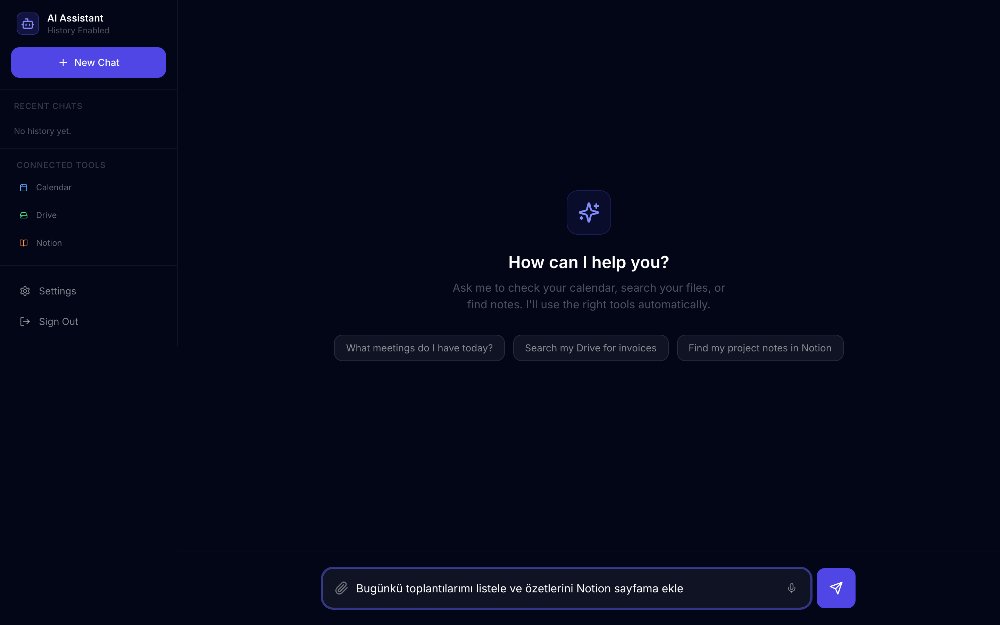 AI Assistant
History Enabled
New Chat
RECENT CHATS
No history yet.
CONNECTED TOOLS
Calendar
Drive
Notion
Settings
Sign Out
How can I help you?
Ask me to check your calendar, search your files, or
find notes. I'll use the right tools automatically.
What meetings do I have today?
Search my Drive for invoices
Find my project notes in Notion
Bugünkü toplantılarımı listele ve özetlerini Notion sayfama ekle